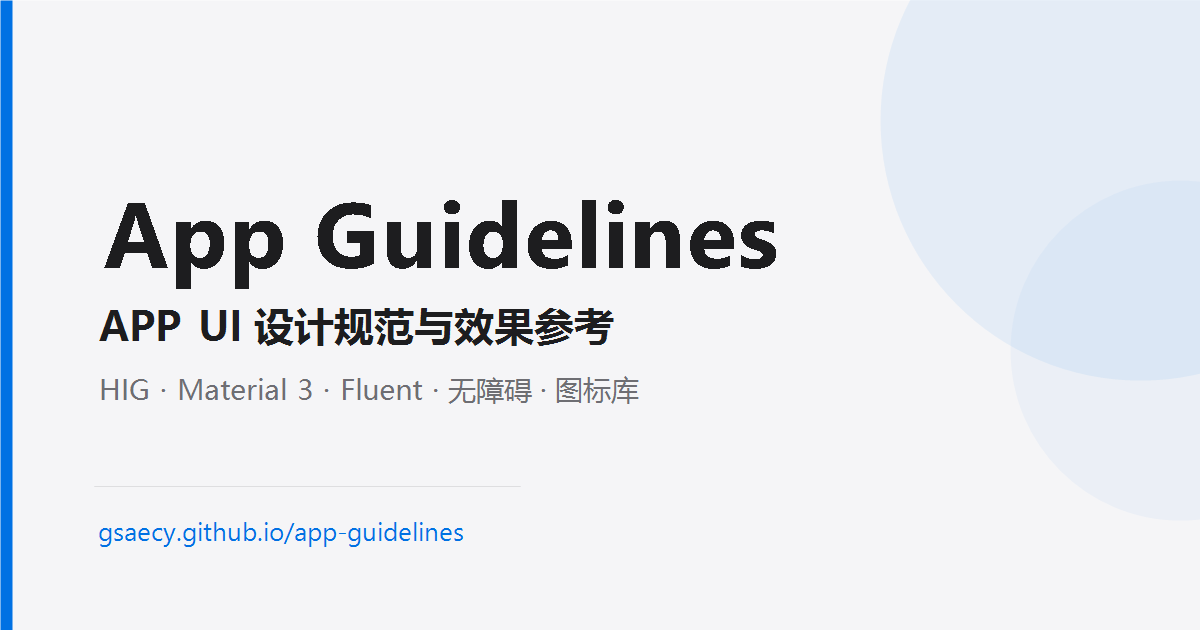 App Guidelines
APP UI 设计规范与效果参考
HIG · Material 3 · Fluent · 无障碍 · 图标库
gsaecy.github.io/app-guidelines